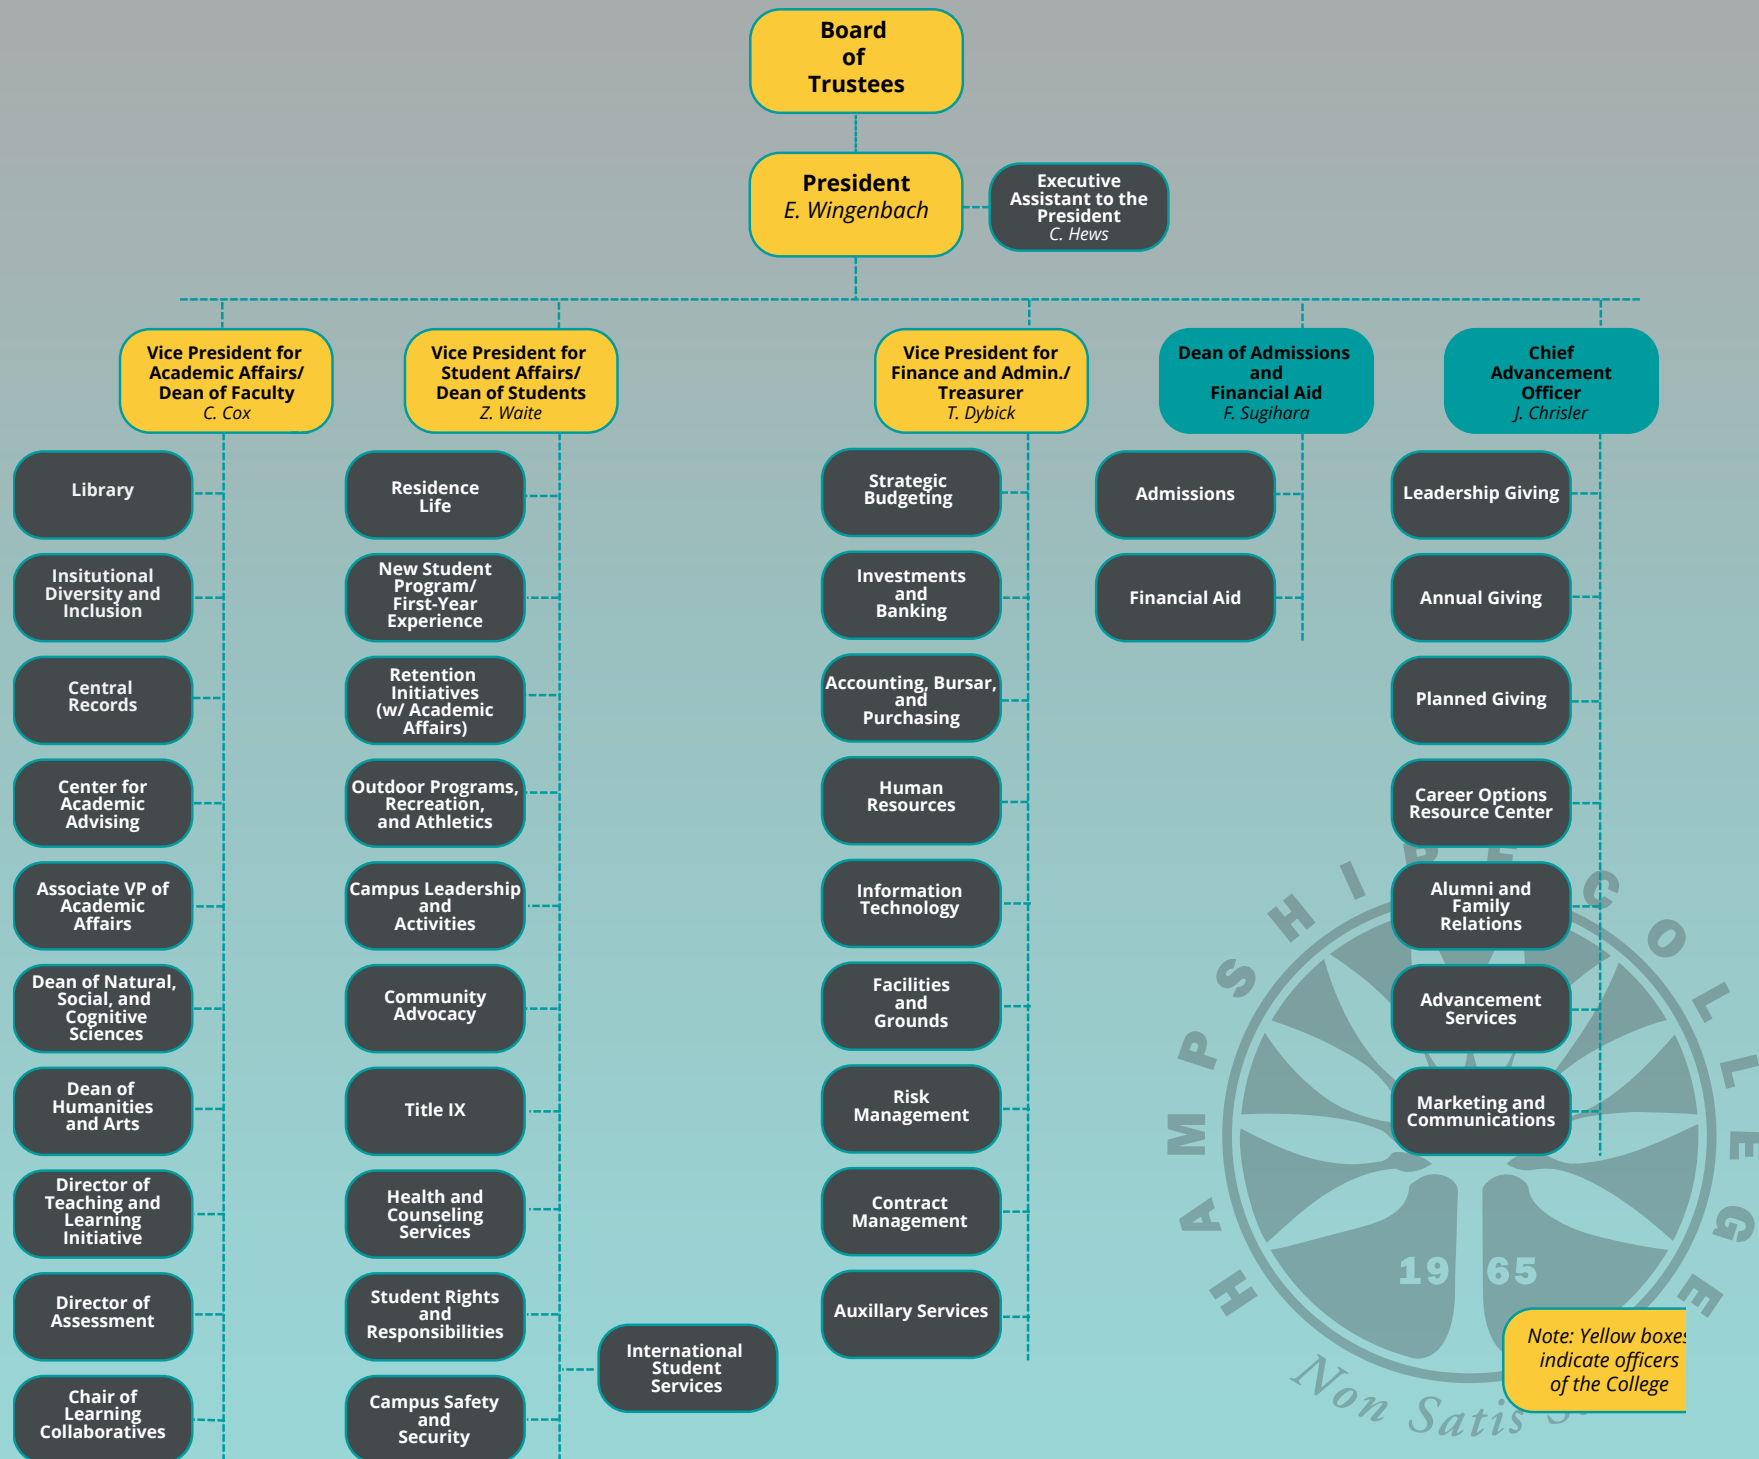 Board
of
Trustees
President
E. Wingenbach
Executive
Assistant to the
President
C. Hews
Vice President for
Academic Affairs/
Dean of Faculty
C. Cox
Vice President for
Student Affairs/
Dean of Students
Z. Waite
Vice President for
Finance and Admin./
Treasurer
T. Dybick
Dean of Admissions
and
Financial Aid
F. Sugihara
Chief
Advancement
Officer
J. Chrisler
Library
Insitutional
Diversity and
Inclusion
Central
Records
Center for
Academic
Advising
Associate VP of
Academic
Affairs
Dean of Natural,
Social, and
Cognitive
Sciences
Dean of
Humanities
and Arts
Director of
Teaching and
Learning
Initiative
Director of
Assessment
Chair of
Learning
Collaboratives
Residence
Life
New Student
Program/
First-Year
Experience
Retention
Initiatives
(w/ Academic
Affairs)
Outdoor Programs,
Recreation,
and Athletics
Campus Leadership
and
Activities
Community
Advocacy
Title IX
Health and
Counseling
Services
Student Rights
and
Responsibilities
Campus Safety
and
Security
International
Student
Services
Strategic
Budgeting
Investments
and
Banking
Accounting, Bursar,
and
Purchasing
Human
Resources
Information
Technology
Facilities
and
Grounds
Risk
Management
Contract
Management
Auxillary Services
Admissions
Financial Aid
Leadership Giving
Annual Giving
Planned Giving
Career Options
Resource Center
Alumni and
Family
Relations
Advancement
Services
Marketing and
Communications
HAMPSHIRE COLLEGE
1965
Non Satis
Note: Yellow boxes
indicate officers
of the College